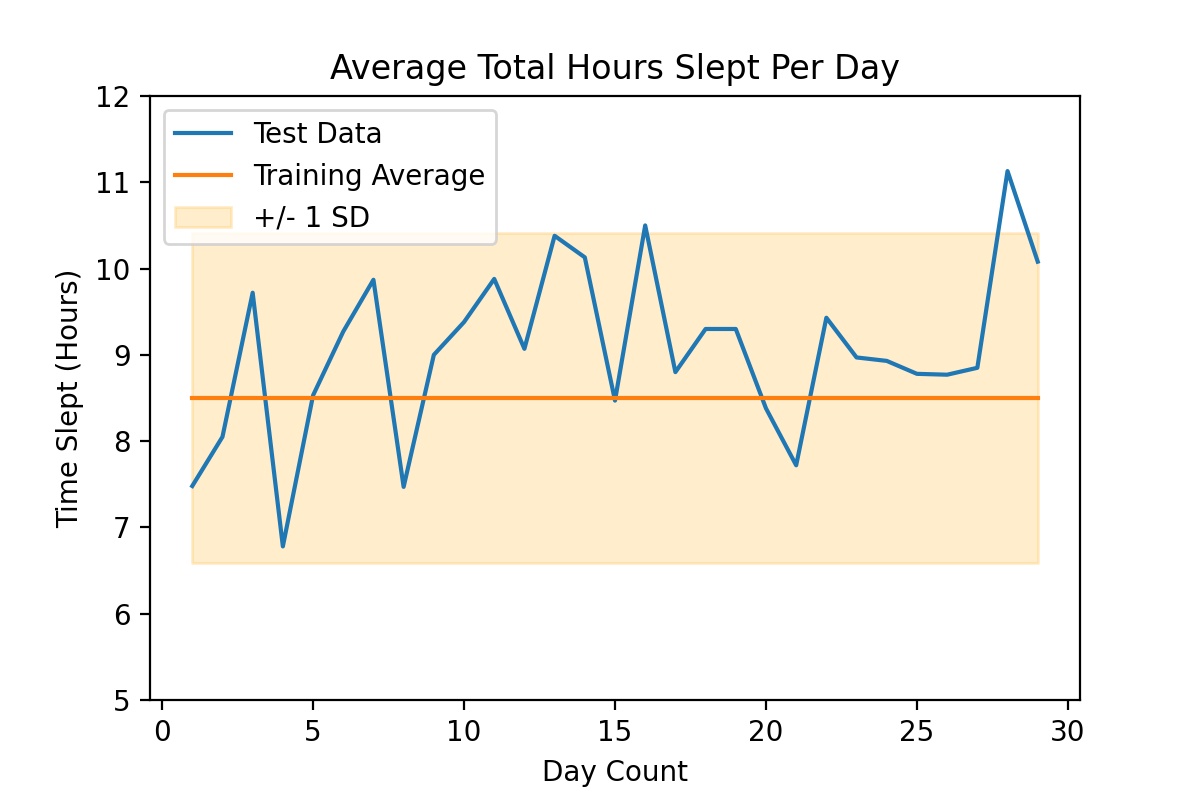 Average Total Hours Slept Per Day
Test Data
Training Average
+/- 1 SD
12
11
10
9
8
7
6
5
Time Slept (Hours)
0 5 10 15 20 25 30
Day Count